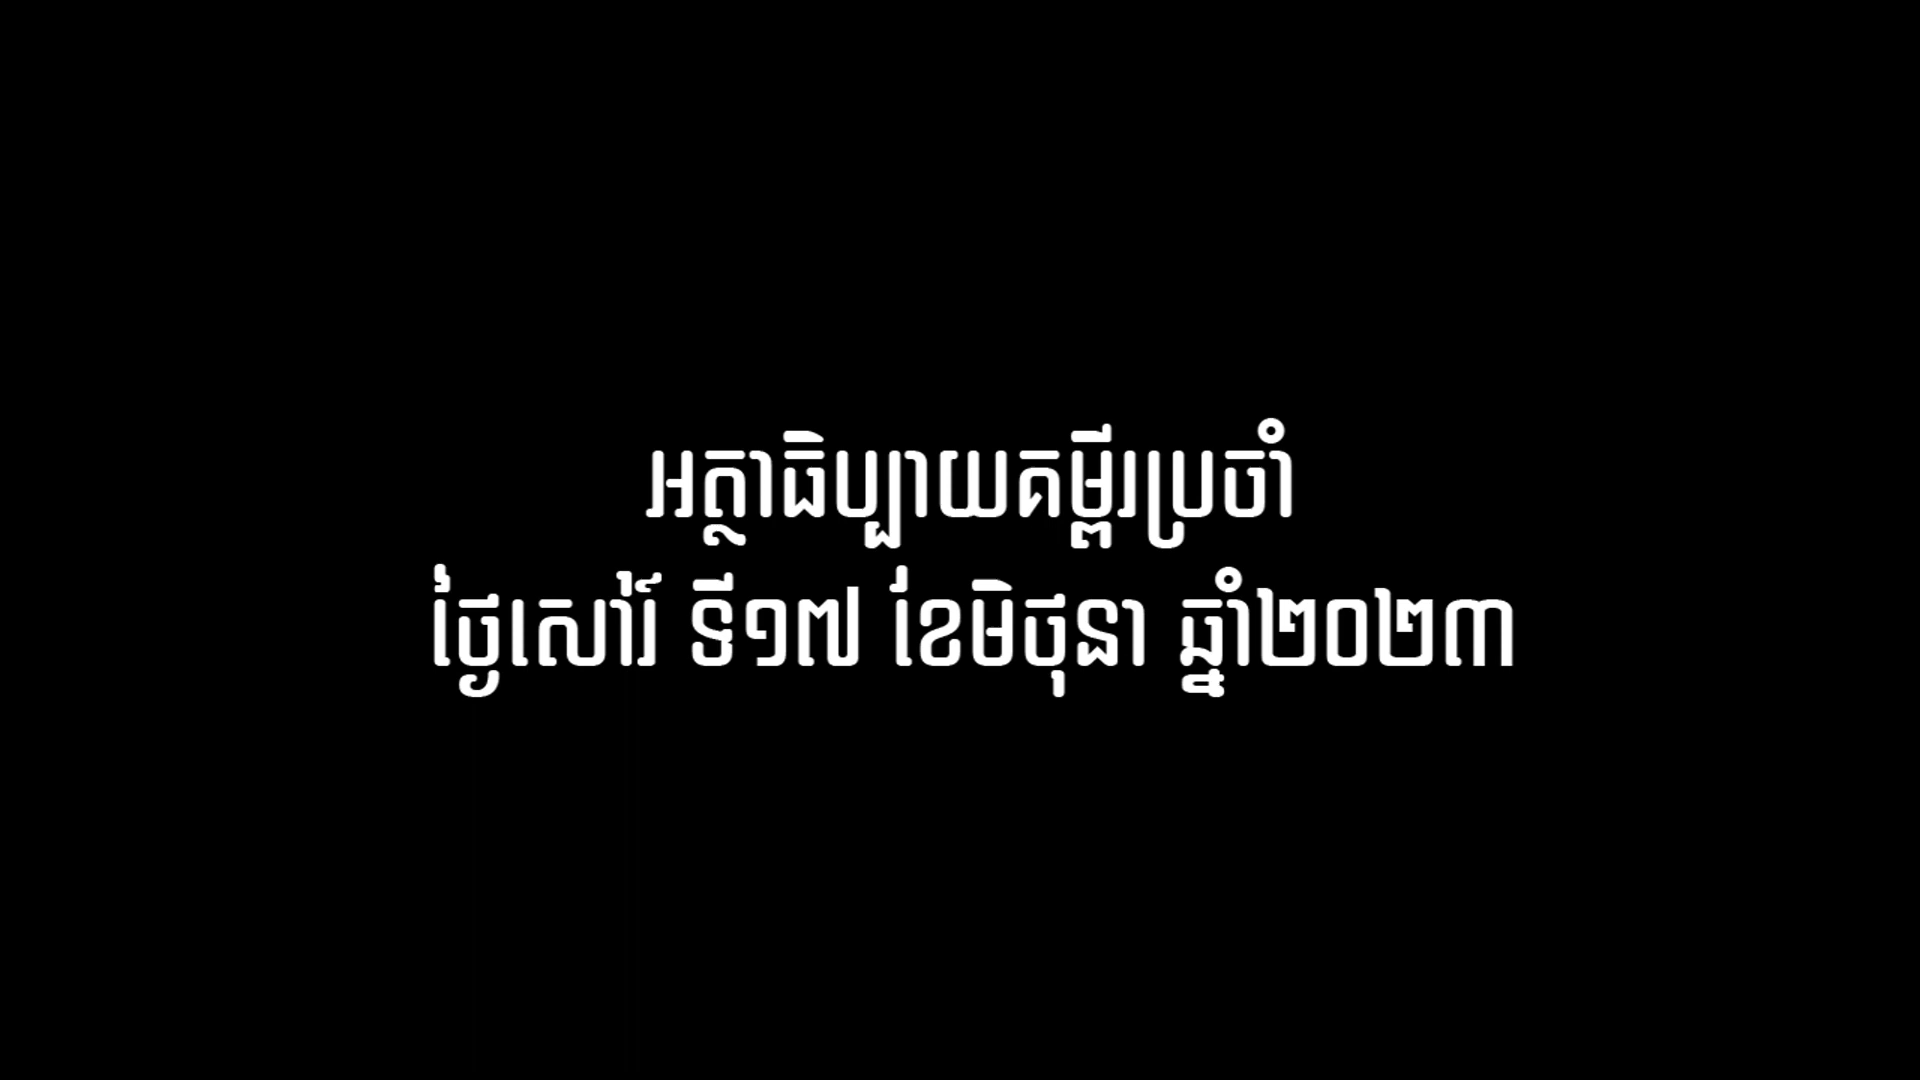 អត្ថាធិប្បាយគម្ពីរប្រចាំ
ថ្ងៃសៅរ៍ ទី១៧ ខែមិថុនា ឆ្នាំ២០២៣